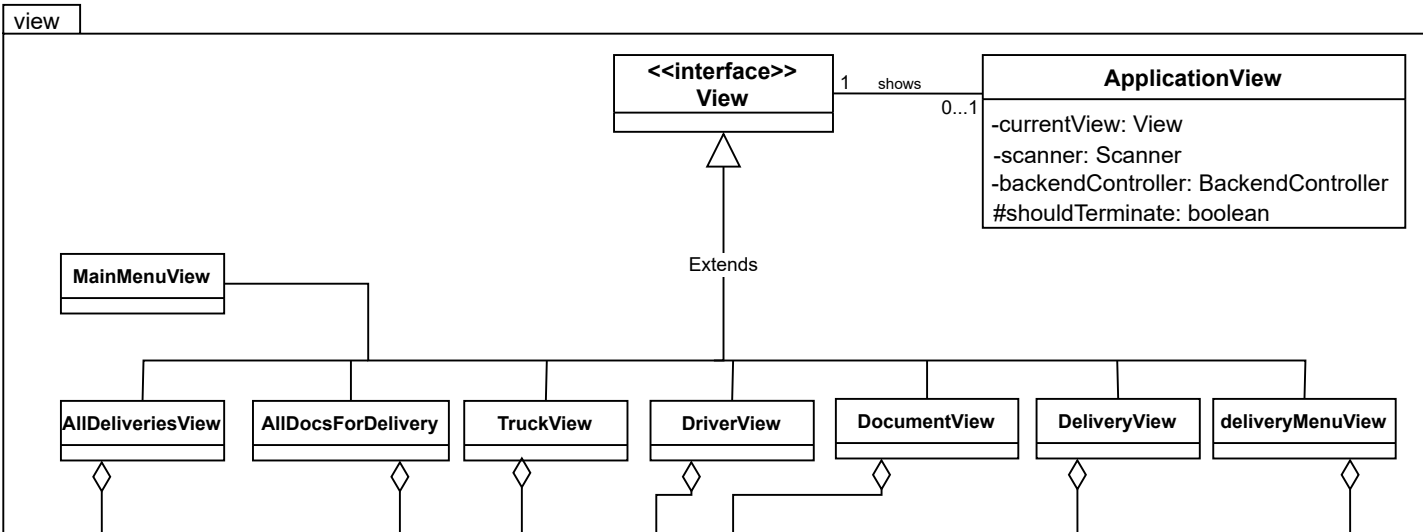 view
<<interface>>
View
1
shows
0...1
ApplicationView
-currentView: View
-scanner: Scanner
-backendController: BackendController
#shouldTerminate: boolean
Extends
MainMenuView
AllDeliveriesView
AllDocsForDelivery
TruckView
DriverView
DocumentView
DeliveryView
deliveryMenuView